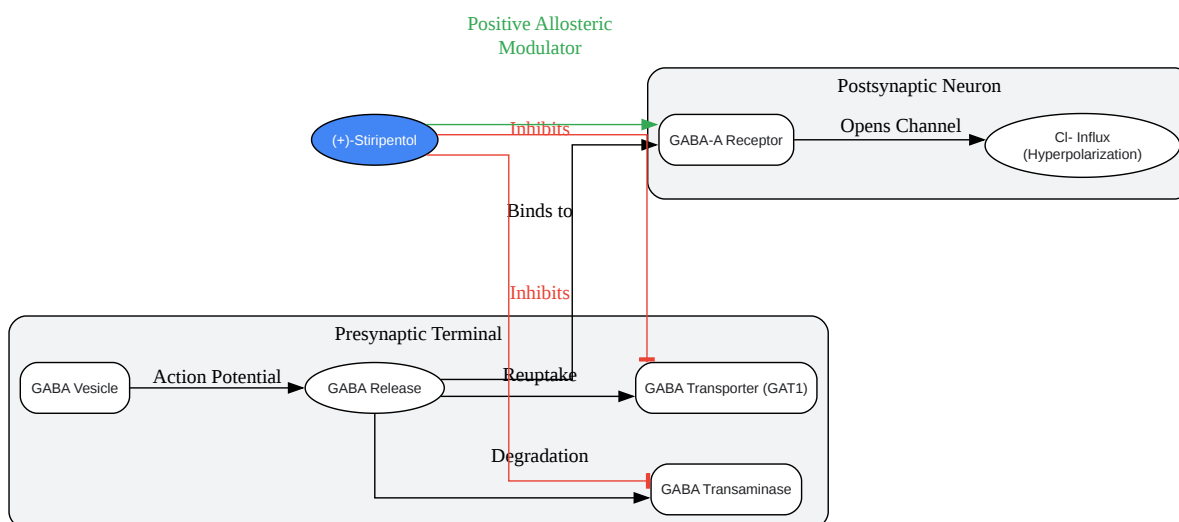 Positive Allosteric
Modulator
Postsynaptic Neuron
(+)-Stiripentol
Inhibits
GABA-A Receptor
Opens Channel
Cl- Influx
(Hyperpolarization)
Binds to
Inhibits
Presynaptic Terminal
GABA Vesicle
Action Potential
GABA Release
Reuptake
GABA Transporter (GAT1)
Degradation
GABA Transaminase